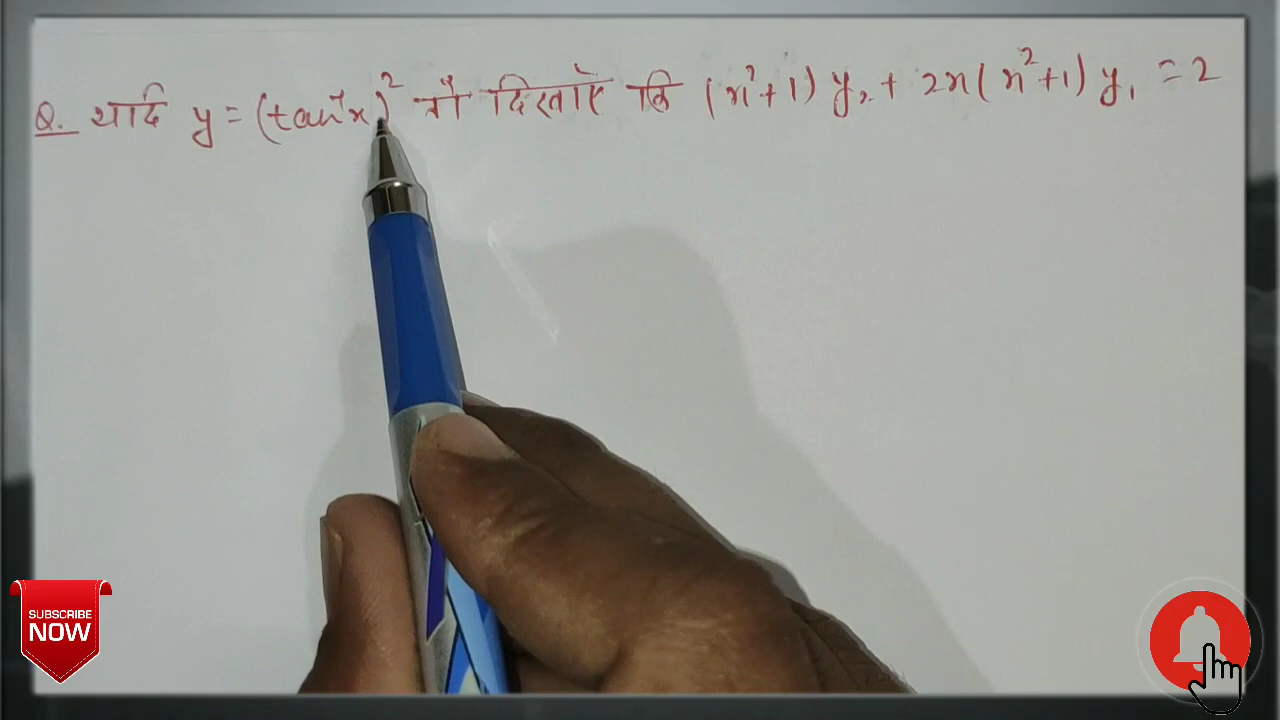 Q. यदि y = (tan⁻¹x)² तो दिखाएं कि (x²+1) y₂ + 2x(x²+1) y₁ = 2
SUBSCRIBE
NOW